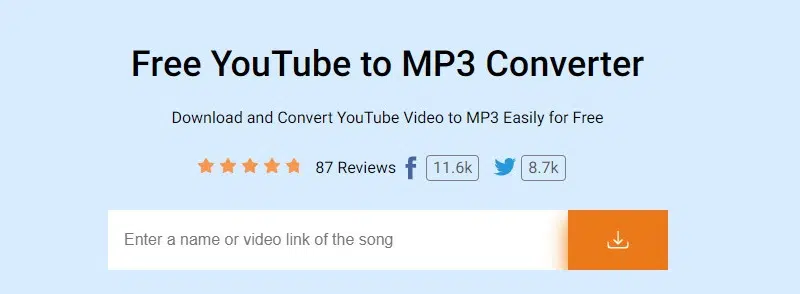 Free YouTube to MP3 Converter
Download and Convert YouTube Video to MP3 Easily for Free
87 Reviews 11.6k 8.7k
Enter a name or video link of the song